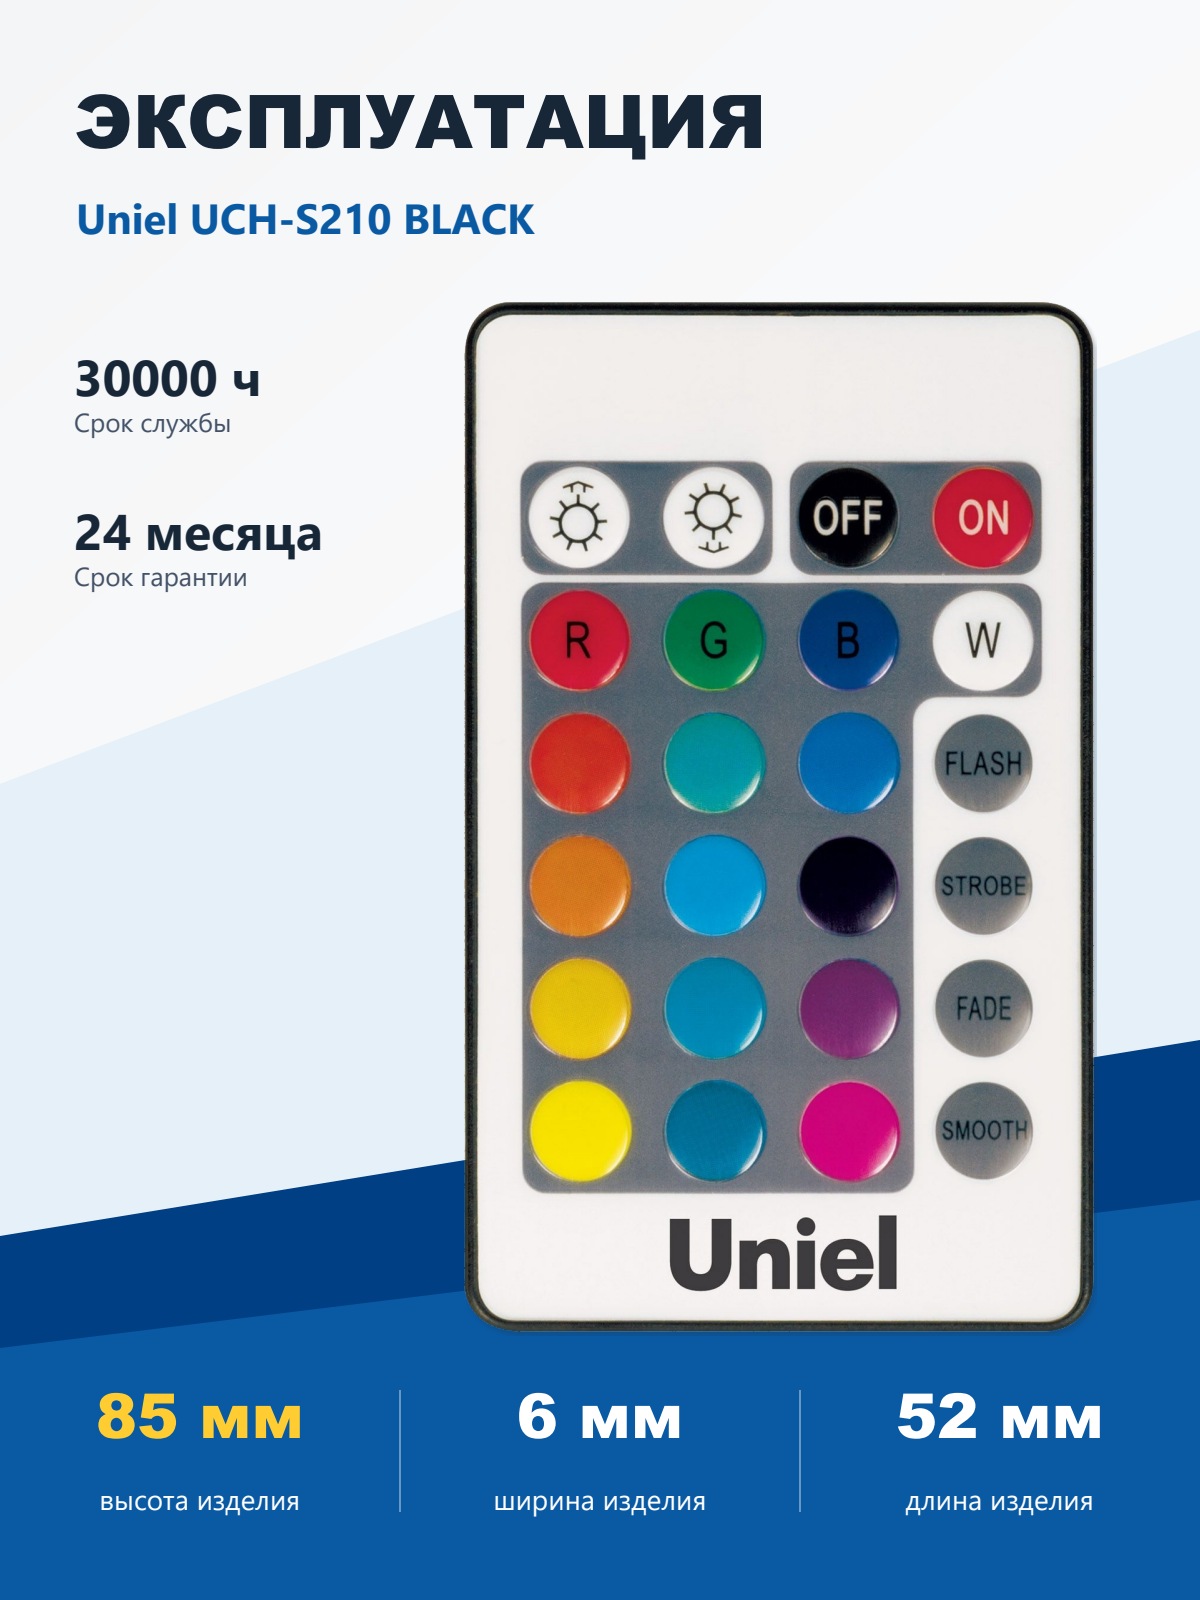 ЭКСПЛУАТАЦИЯ
Uniel UCH-S210 BLACK
30000 ч
Срок службы
24 месяца
Срок гарантии
OFF ON
R G B W
FLASH
STROBE
FADE
SMOOTH
Uniel
85 мм 6 мм 52 мм
высота изделия ширина изделия длина изделия